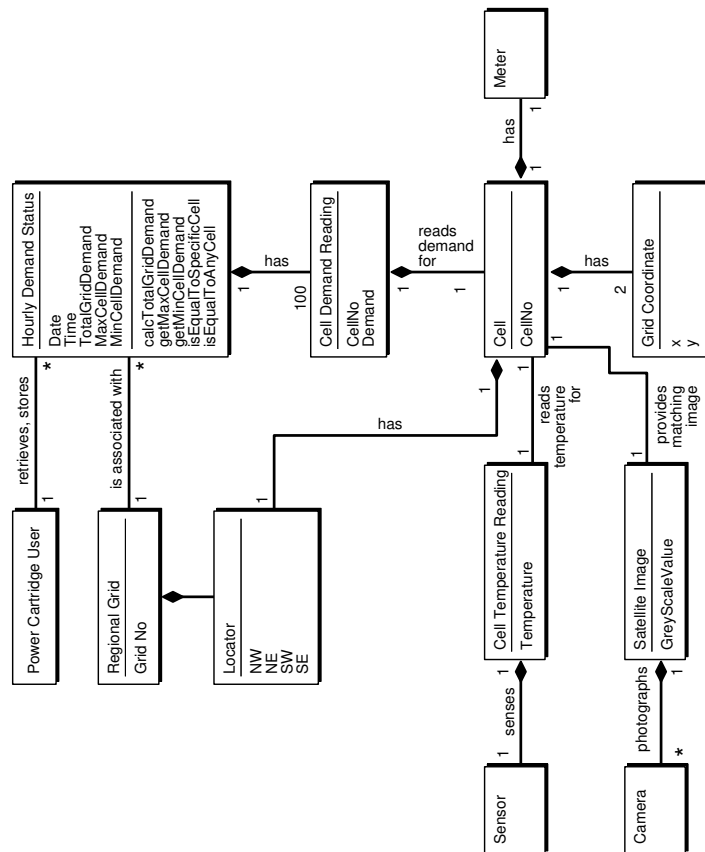 Power Cartridge User
1
retrieves, stores
*
Hourly Demand Status
Date
Time
TotalGridDemand
MaxCellDemand
MinCellDemand
calcTotalGridDemand
getMaxCellDemand
getMinCellDemand
isEqualToSpecificCell
isEqualToAnyCell
Regional Grid
Grid No
1
is associated with
*
1
has
100
Locator
NW
NE
SW
SE
1
has
1
Cell Demand Reading
CellNo
Demand
1
reads
demand
for
1
Sensor
1
senses
1
Cell Temperature Reading
Temperature
1
reads
temperature
for
1
Cell
CellNo
1
has
1
Meter
1
has
2
Camera
*
photographs
1
Satellite Image
GreyScaleValue
1
provides
matching
image
1
Grid Coordinate
x
y